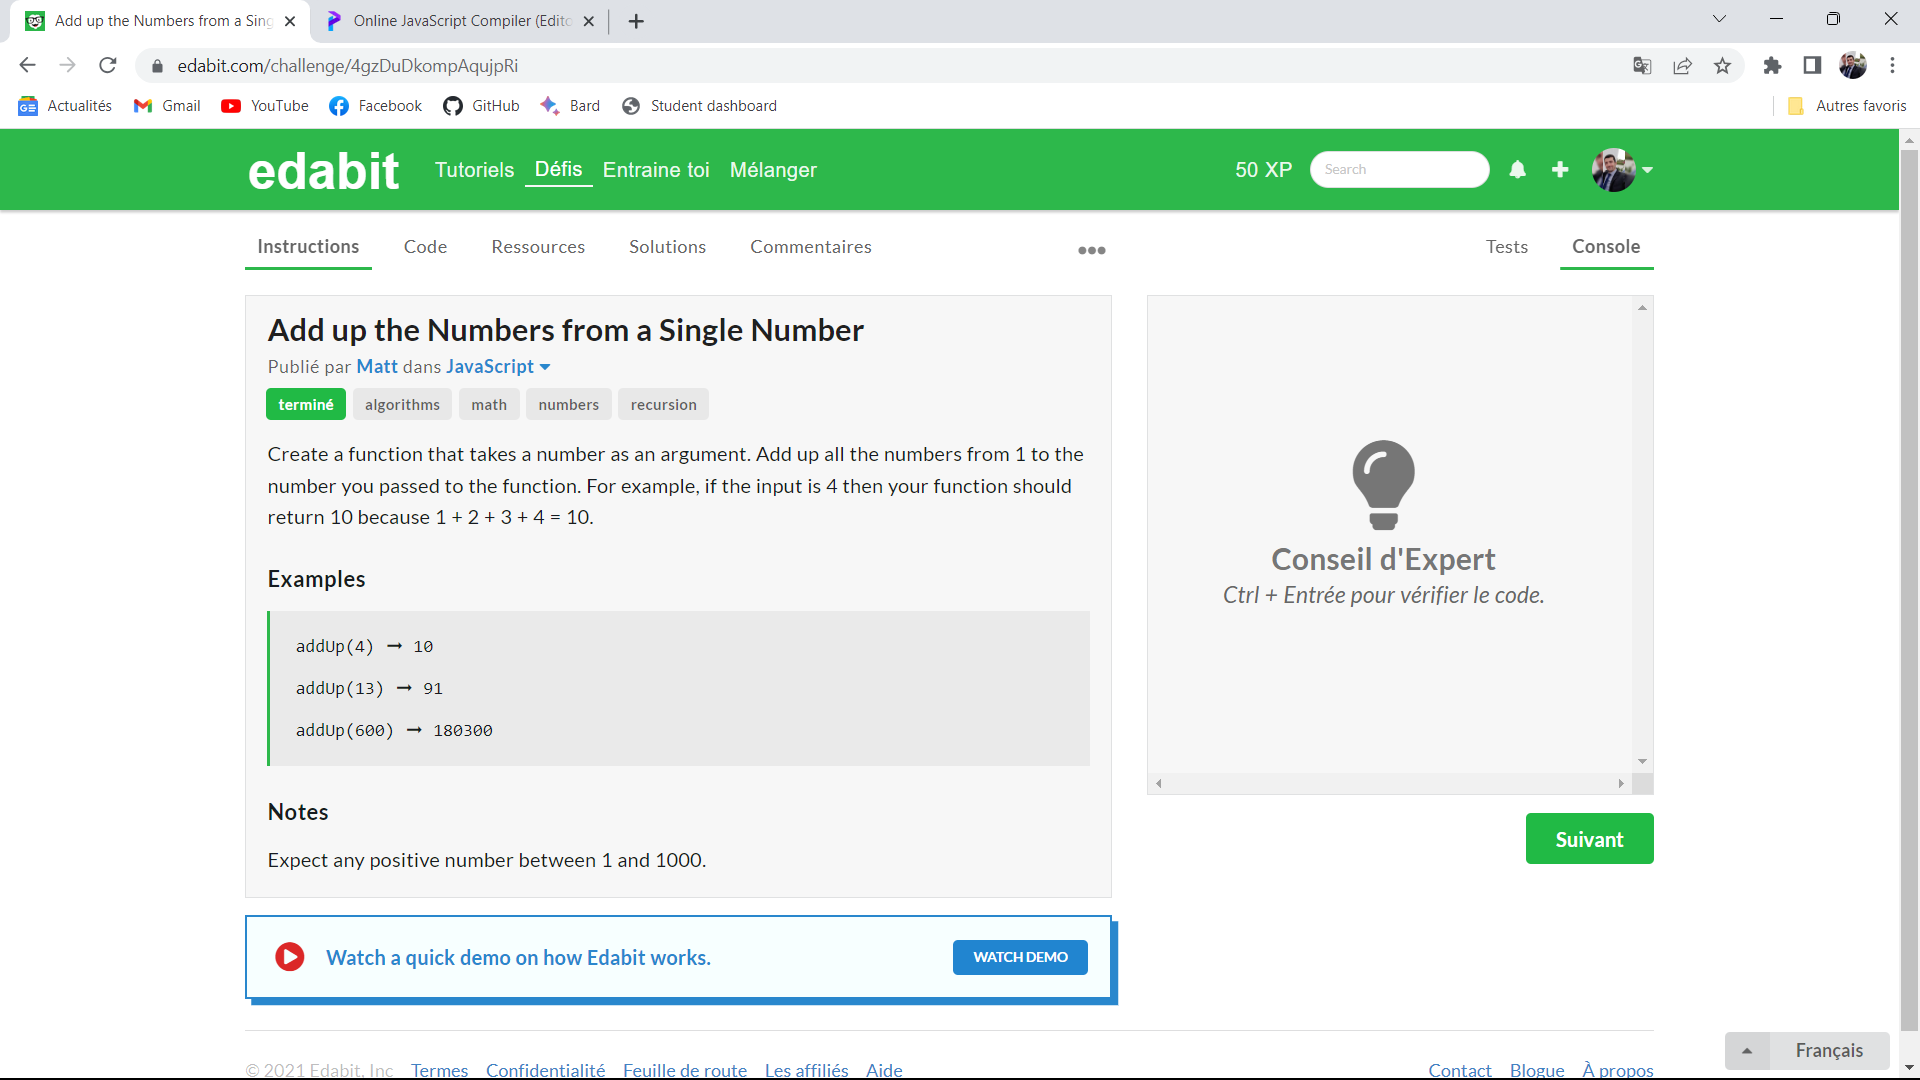 Add up the Numbers from a Sing
Online JavaScript Compiler (Edito
edabit.com/challenge/4gzDuDkompAqujpRi
Actualités
Gmail
YouTube
Facebook
GitHub
Bard
Student dashboard
Autres favoris
edabit
Tutoriels
Défis
Entraine toi
Mélanger
50 XP
Search
Instructions
Code
Ressources
Solutions
Commentaires
Tests
Console
Add up the Numbers from a Single Number
Publié par Matt dans JavaScript
terminé
algorithms
math
numbers
recursion
Create a function that takes a number as an argument. Add up all the numbers from 1 to the
number you passed to the function. For example, if the input is 4 then your function should
return 10 because 1 + 2 + 3 + 4 = 10.
Examples
addUp(4) ➞ 10
addUp(13) ➞ 91
addUp(600) ➞ 180300
Notes
Expect any positive number between 1 and 1000.
Conseil d'Expert
Ctrl + Entrée pour vérifier le code.
Suivant
Watch a quick demo on how Edabit works.
WATCH DEMO
© 2021 Edabit, Inc
Termes
Confidentialité
Feuille de route
Les affiliés
Aide
Contact
Blogue
À propos
Français